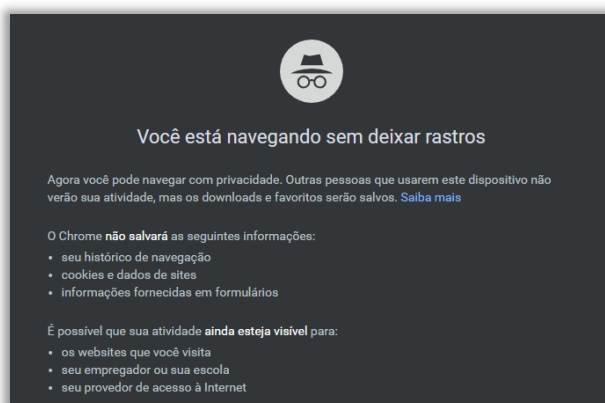 Você está navegando sem deixar rastros
Agora você pode navegar com privacidade. Outras pessoas que usarem este dispositivo não
verão sua atividade, mas os downloads e favoritos serão salvos. Saiba mais
O Chrome não salvará as seguintes informações:
• seu histórico de navegação
• cookies e dados de sites
• informações fornecidas em formulários
É possível que sua atividade ainda esteja visível para:
• os websites que você visita
• seu empregador ou sua escola
• seu provedor de acesso à Internet